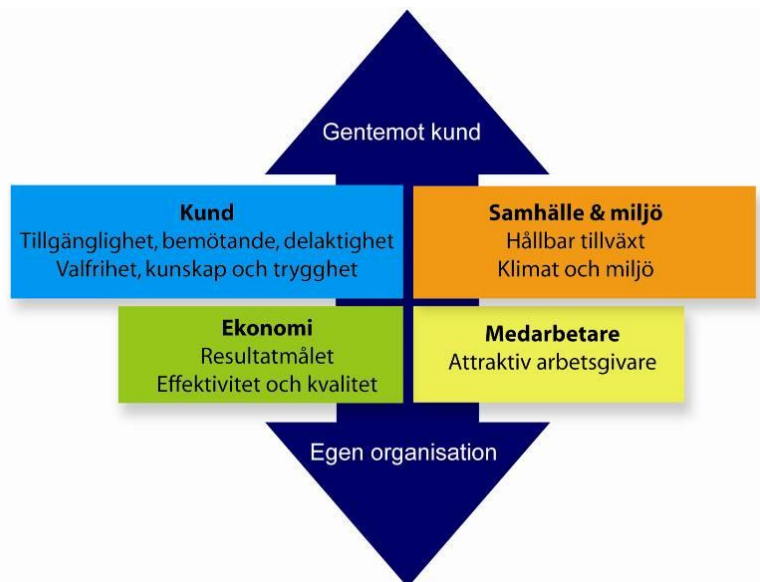 Gentemot kund
Kund
Tillgänglighet, bemötande, delaktighet
Valfrihet, kunskap och trygghet
Samhälle & miljö
Hållbar tillväxt
Klimat och miljö
Ekonomi
Resultatmålet
Effektivitet och kvalitet
Medarbetare
Attraktiv arbetsgivare
Egen organisation